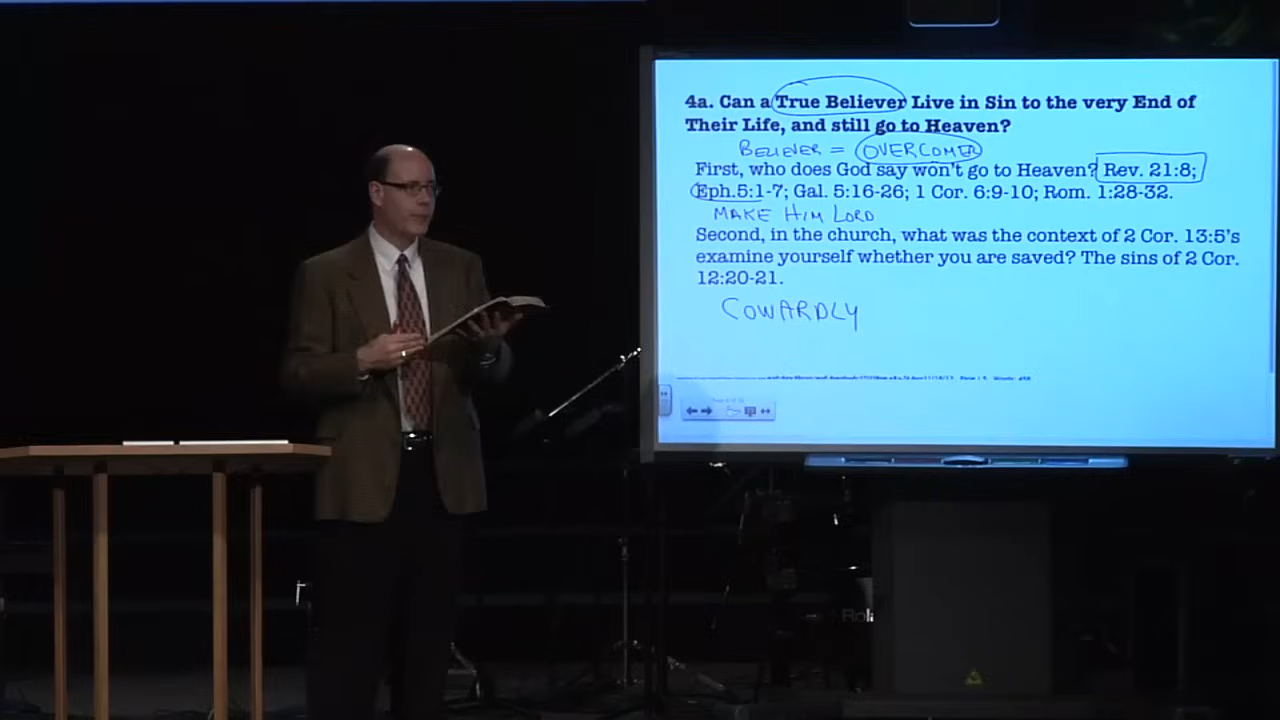 4a. Can a True Believer Live in Sin to the very End of
Their Life, and still go to Heaven?
BELIEVER = OVERCOMER
First, who does God say won't go to Heaven? Rev. 21:8;
Eph.5:1-7; Gal. 5:16-26; 1 Cor. 6:9-10; Rom. 1:28-32.
MAKE HIM LORD
Second, in the church, what was the context of 2 Cor. 13:5's
examine yourself whether you are saved? The sins of 2 Cor.
12:20-21.
COWARDLY